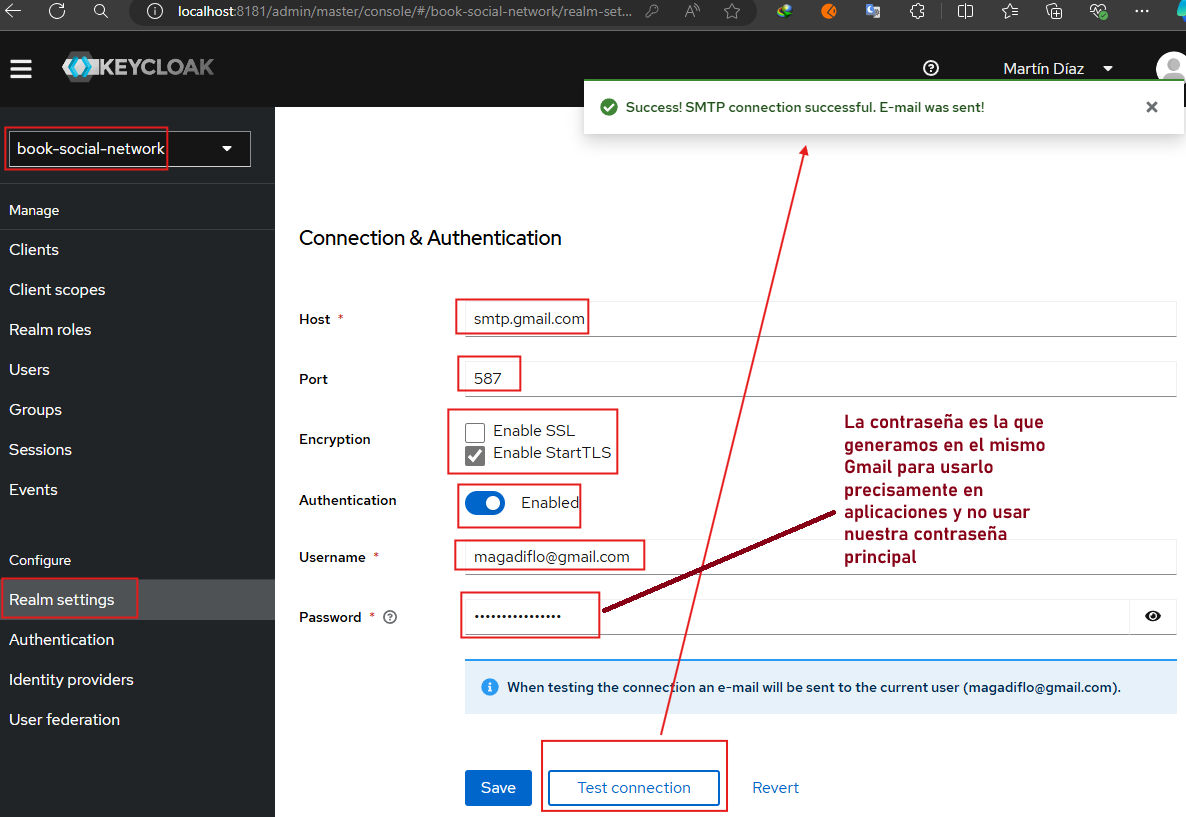 localhost:8181/admin/master/console/#/book-social-network/realm-set...
KEYCLOAK
Martín Díaz
Success! SMTP connection successful. E-mail was sent!
book-social-network
Manage
Clients
Client scopes
Realm roles
Users
Groups
Sessions
Events
Configure
Realm settings
Authentication
Identity providers
User federation
Connection & Authentication
Host *
smtp.gmail.com
Port
587
Encryption
Enable SSL
Enable StartTLS
Authentication
Enabled
Username *
magadiflo@gmail.com
Password *
••••••••••••••••
La contraseña es la que
generamos en el mismo
Gmail para usarlo
precisamente en
aplicaciones y no usar
nuestra contraseña
principal
When testing the connection an e-mail will be sent to the current user (magadiflo@gmail.com).
Save
Test connection
Revert